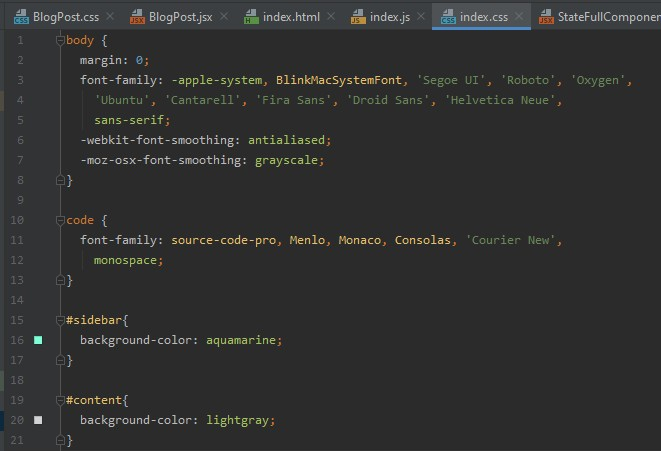 BlogPost.css BlogPost.jsx index.html index.js index.css StateFullComponen
1 body {
2 margin: 0;
3 font-family: -apple-system, BlinkMacSystemFont, 'Segoe UI', 'Roboto', 'Oxygen',
4 'Ubuntu', 'Cantarell', 'Fira Sans', 'Droid Sans', 'Helvetica Neue',
5 sans-serif;
6 -webkit-font-smoothing: antialiased;
7 -moz-osx-font-smoothing: grayscale;
8 }
9
10 code {
11 font-family: source-code-pro, Menlo, Monaco, Consolas, 'Courier New',
12 monospace;
13 }
14
15 #sidebar{
16 background-color: aquamarine;
17 }
18
19 #content{
20 background-color: lightgray;
21 }